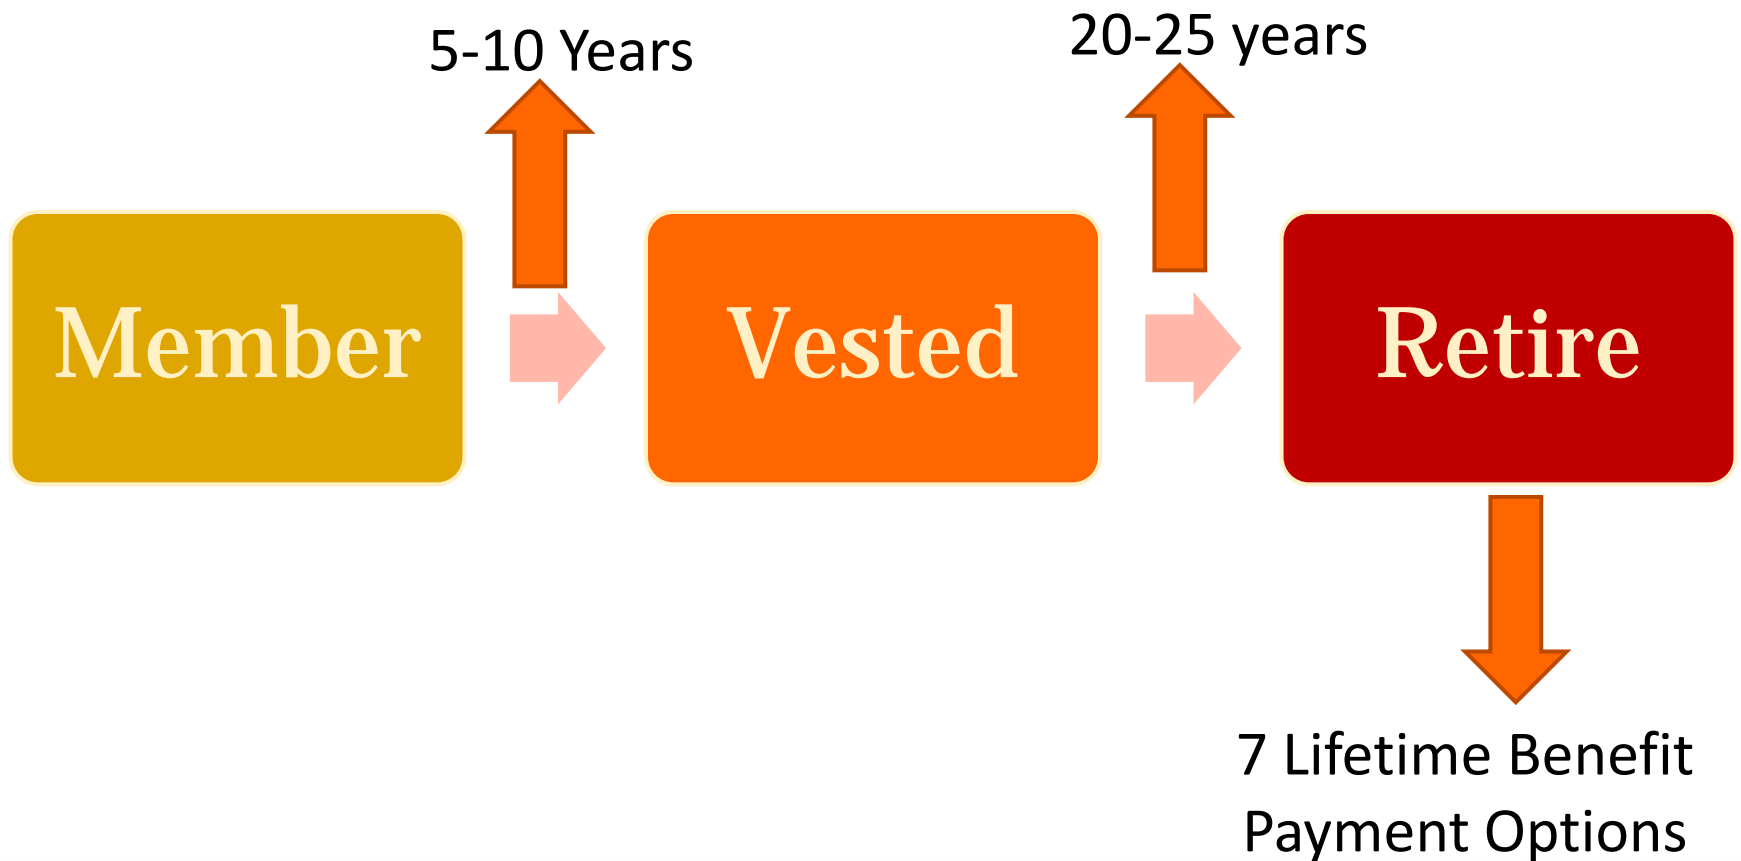 5-10 Years
20-25 years
Member
Vested
Retire
7 Lifetime Benefit
Payment Options